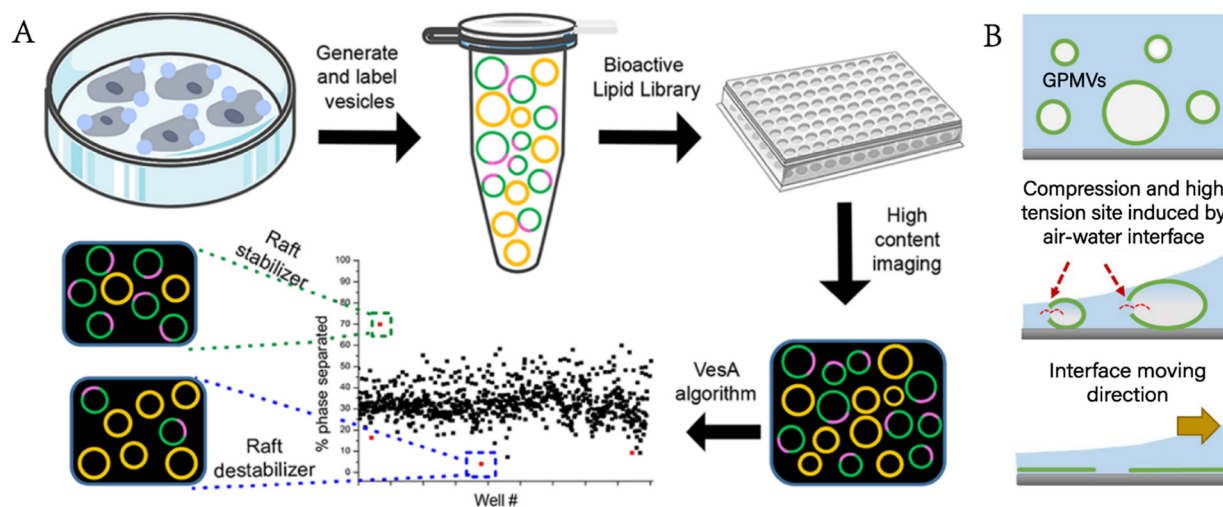 A
Generate
and label
vesicles
Bioactive
Lipid Library
High
content
imaging
VesA
algorithm
Raft
stabilizer
Raft
destabilizer
% phase separated
100
90
80
70
60
50
40
30
20
10
0
Well #
B
GPMVs
Compression and high
tension site induced by
air-water interface
Interface moving
direction